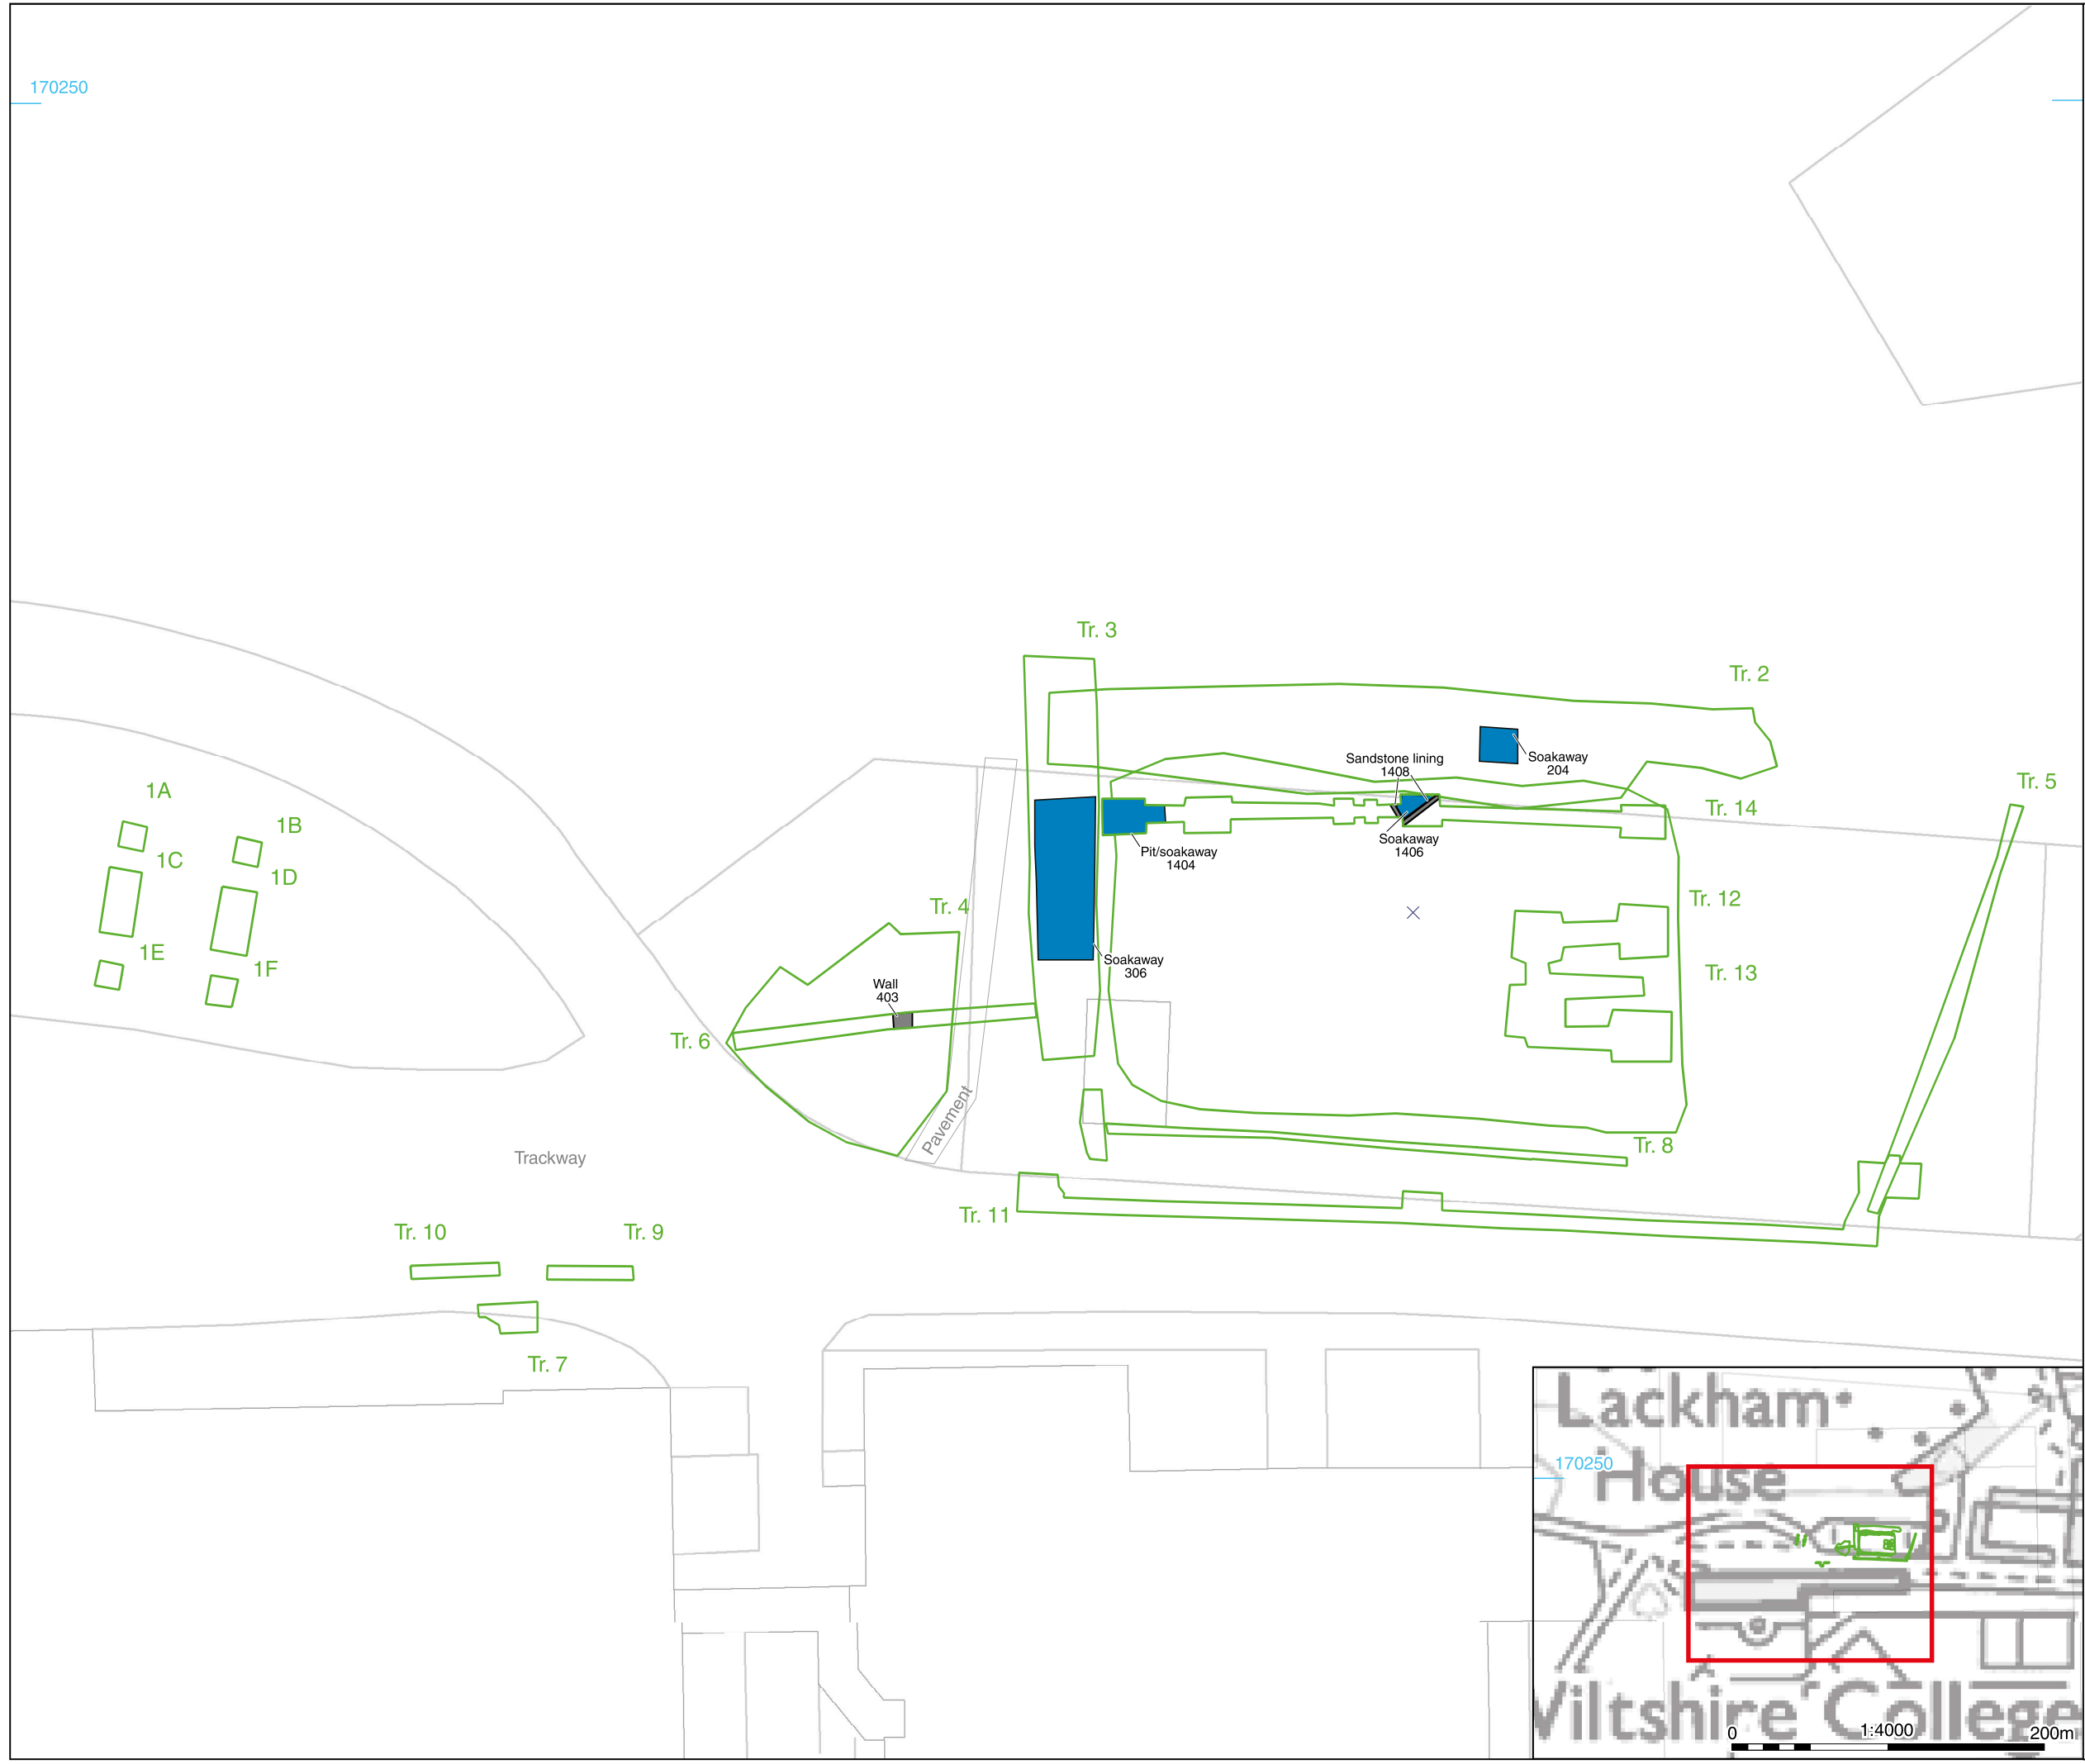 170250
Tr. 3
Tr. 2
Sandstone lining
1408
Soakaway
204
Tr. 5
1A
1B
Tr. 14
1C
Soakaway
1406
Pit/soakaway
1404
1D
Tr. 12
Tr. 4
1E
1F
Soakaway
306
Tr. 13
Wall
403
Tr. 6
Pavement
Tr. 8
Trackway
Tr. 11
Tr. 10
Tr. 9
Tr. 7
Lackham
170250
House
Wiltshire College
0
1:4000
200m